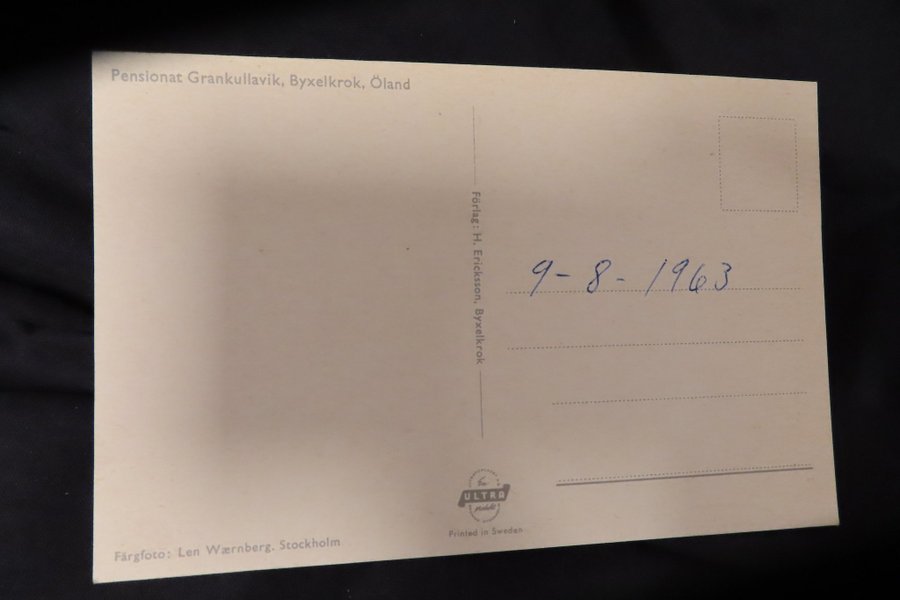 Pensionat Grankullavik, Byxelkrok, Öland
Förlag: H. Ericksson, Byxelkrok
9-8-1963
ULTRA
Printed in Sweden
Färgfoto: Len Wærnberg. Stockholm